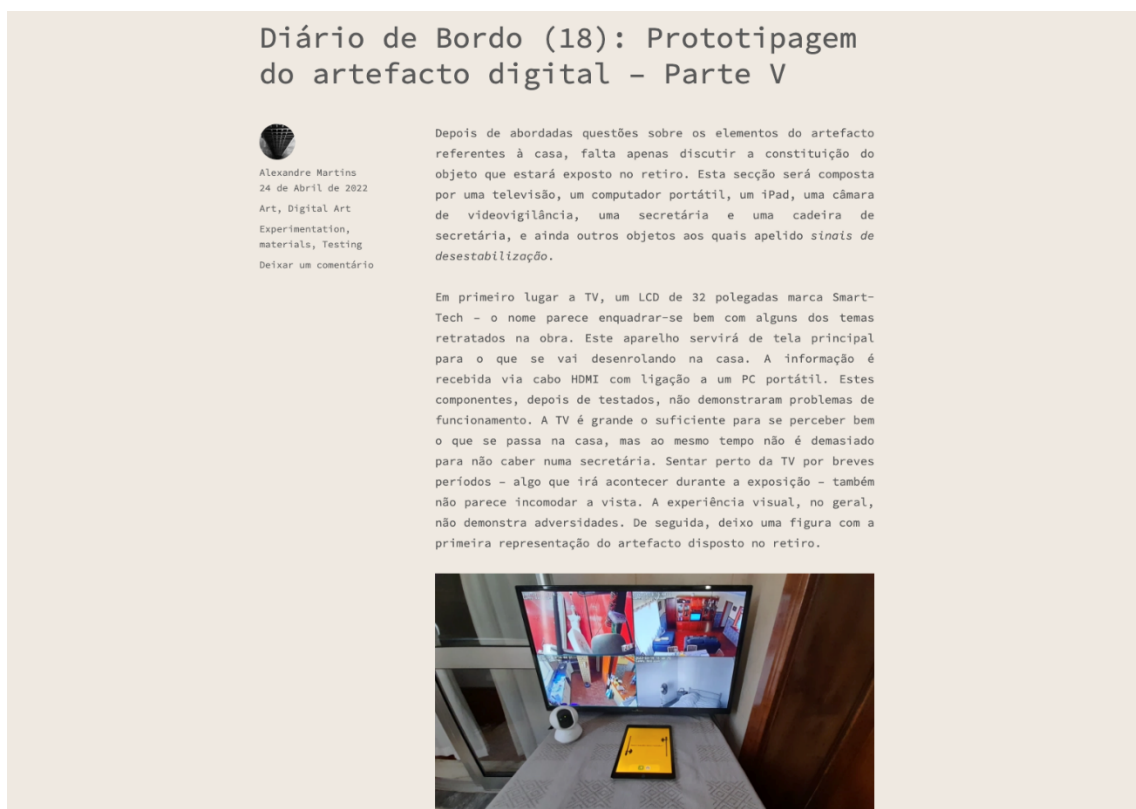 Diário de Bordo (18): Prototipagem
do artefacto digital – Parte V
Alexandre Martins
24 de Abril de 2022
Art, Digital Art
Experimentation,
materials, Testing
Deixar um comentário
Depois de abordadas questões sobre os elementos do artefacto
referentes à casa, falta apenas discutir a constituição do
objeto que estará exposto no retiro. Esta secção será composta
por uma televisão, um computador portátil, um iPad, uma câmara
de videovigilância, uma secretária e uma cadeira de
secretária, e ainda outros objetos aos quais apelido sinais de
desestabilização.
Em primeiro lugar a TV, um LCD de 32 polegadas marca Smart-
Tech – o nome parece enquadrar-se bem com alguns dos temas
retratados na obra. Este aparelho servirá de tela principal
para o que se vai desenrolando na casa. A informação é
recebida via cabo HDMI com ligação a um PC portátil. Estes
componentes, depois de testados, não demonstraram problemas de
funcionamento. A TV é grande o suficiente para se perceber bem
o que se passa na casa, mas ao mesmo tempo não é demasiado
para não caber numa secretária. Sentar perto da TV por breves
períodos – algo que irá acontecer durante a exposição – também
não parece incomodar a vista. A experiência visual, no geral,
não demonstra adversidades. De seguida, deixo uma figura com a
primeira representação do artefacto disposto no retiro.